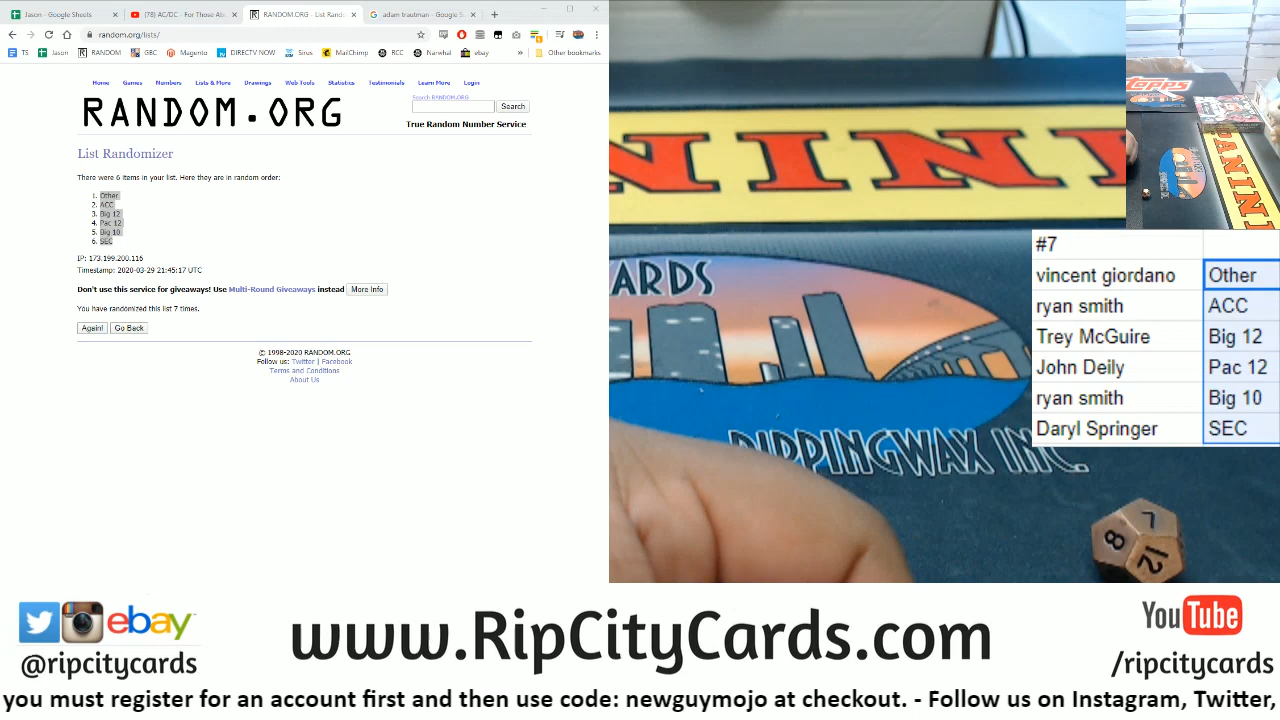 Jason - Google Sheets
(78) AC/DC - For Those Ab
RANDOM.ORG - List Rando
adam trautman - Google S
random.org/lists/
TS
Jason
RANDOM
GBC
Magento
DIRECTV NOW
Sirus
MailChimp
RCC
Narwhal
ebay
Other bookmarks
Home
Games
Numbers
Lists & More
Drawings
Web Tools
Statistics
Testimonials
Learn More
Login
RANDOM.ORG
Search RANDOM.ORG
Search
True Random Number Service
List Randomizer
There were 6 items in your list. Here they are in random order:
1. Other
2. ACC
3. Big 12
4. Pac 12
5. Big 10
6. SEC
IP: 173.199.200.116
Timestamp: 2020-03-29 21:45:17 UTC
Don't use this service for giveaways! Use Multi-Round Giveaways instead
More Info
You have randomized this list 7 times.
Again!
Go Back
© 1998-2020 RANDOM.ORG
Follow us: Twitter | Facebook
Terms and Conditions
About Us
NINI
ARDS
RIPPINGWAX INC.
7
8
12
topps
PANINI
#7
vincent giordano Other
ryan smith ACC
Trey McGuire Big 12
John Deily Pac 12
ryan smith Big 10
Daryl Springer SEC
ebay
@ripcitycards
www.RipCityCards.com
YouTube
/ripcitycards
you must register for an account first and then use code: newguymojo at checkout. - Follow us on Instagram, Twitter,